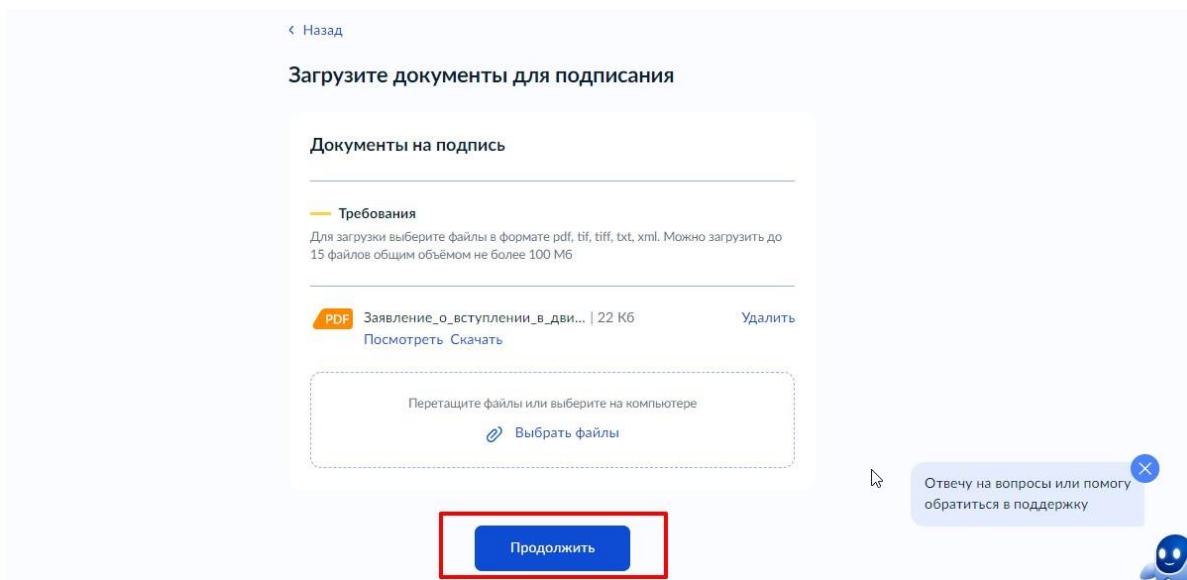 Назад
Загрузите документы для подписания
Документы на подпись
Требования
Для загрузки выберите файлы в формате pdf, tif, tiff, txt, xml. Можно загрузить до
15 файлов общим объёмом не более 100 Мб
PDF Заявление_о_вступлении_в_дви... | 22 Кб Удалить
Посмотреть Скачать
Перетащите файлы или выберите на компьютере
Выбрать файлы
Отвечу на вопросы или помогу
обратиться в поддержку
Продолжить